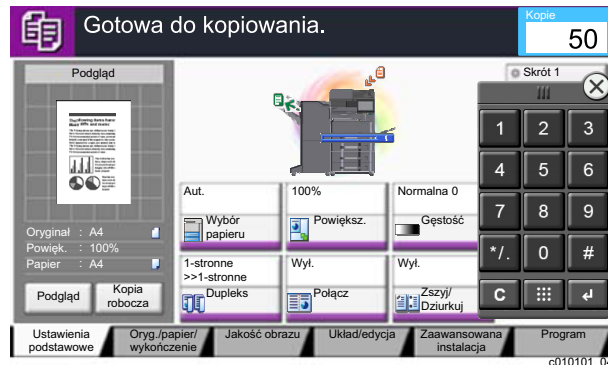 Gotowa do kopiowania.
Kopie
50
Podgląd
Skrót 1
Oryginał : A4
Powięk. : 100%
Papier : A4
Podgląd
Kopia
robocza
Aut.
Wybór
papieru
100%
Powiększ.
Normalna 0
Gęstość
1-stronne
>>1-stronne
Dupleks
Wył.
Połącz
Wył.
Zszyj/
Dziurkuj
1 2 3
4 5 6
7 8 9
*/. 0 #
C
Ustawienia
podstawowe
Oryg./papier/
wykończenie
Jakość obrazu
Układ/edycja
Zaawansowana
instalacja
Program